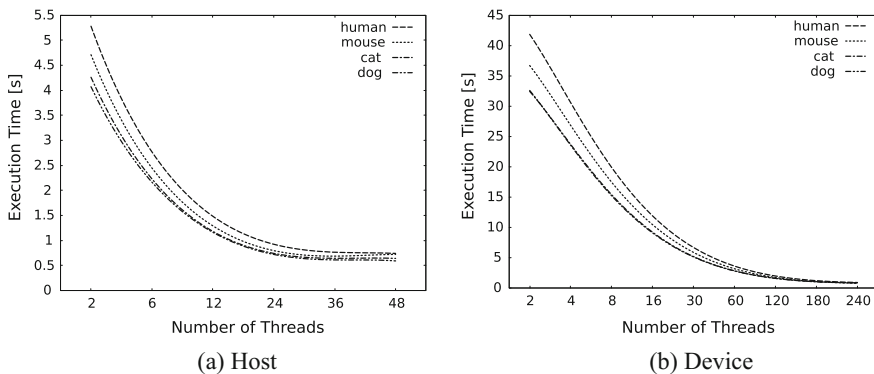 5.5
5
4.5
4
3.5
3
2.5
2
1.5
1
0.5
0
Execution Time [s]
human
mouse
cat
dog
2 6 12 24 36 48
Number of Threads
(a) Host
45
40
35
30
25
20
15
10
5
0
Execution Time [s]
human
mouse
cat
dog
2 4 8 16 30 60 120 180 240
Number of Threads
(b) Device